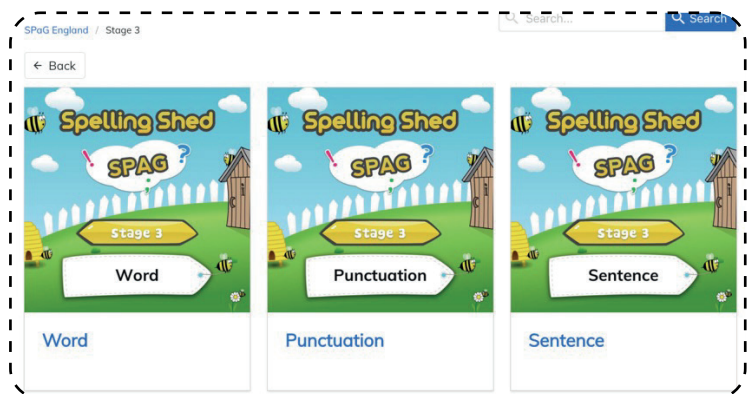 Search...
Search
SPaG England / Stage 3
← Back
Spelling Shed
SPAG
Stage 3
Word
Word
Spelling Shed
SPAG
Stage 3
Punctuation
Punctuation
Spelling Shed
SPAG
Stage 3
Sentence
Sentence